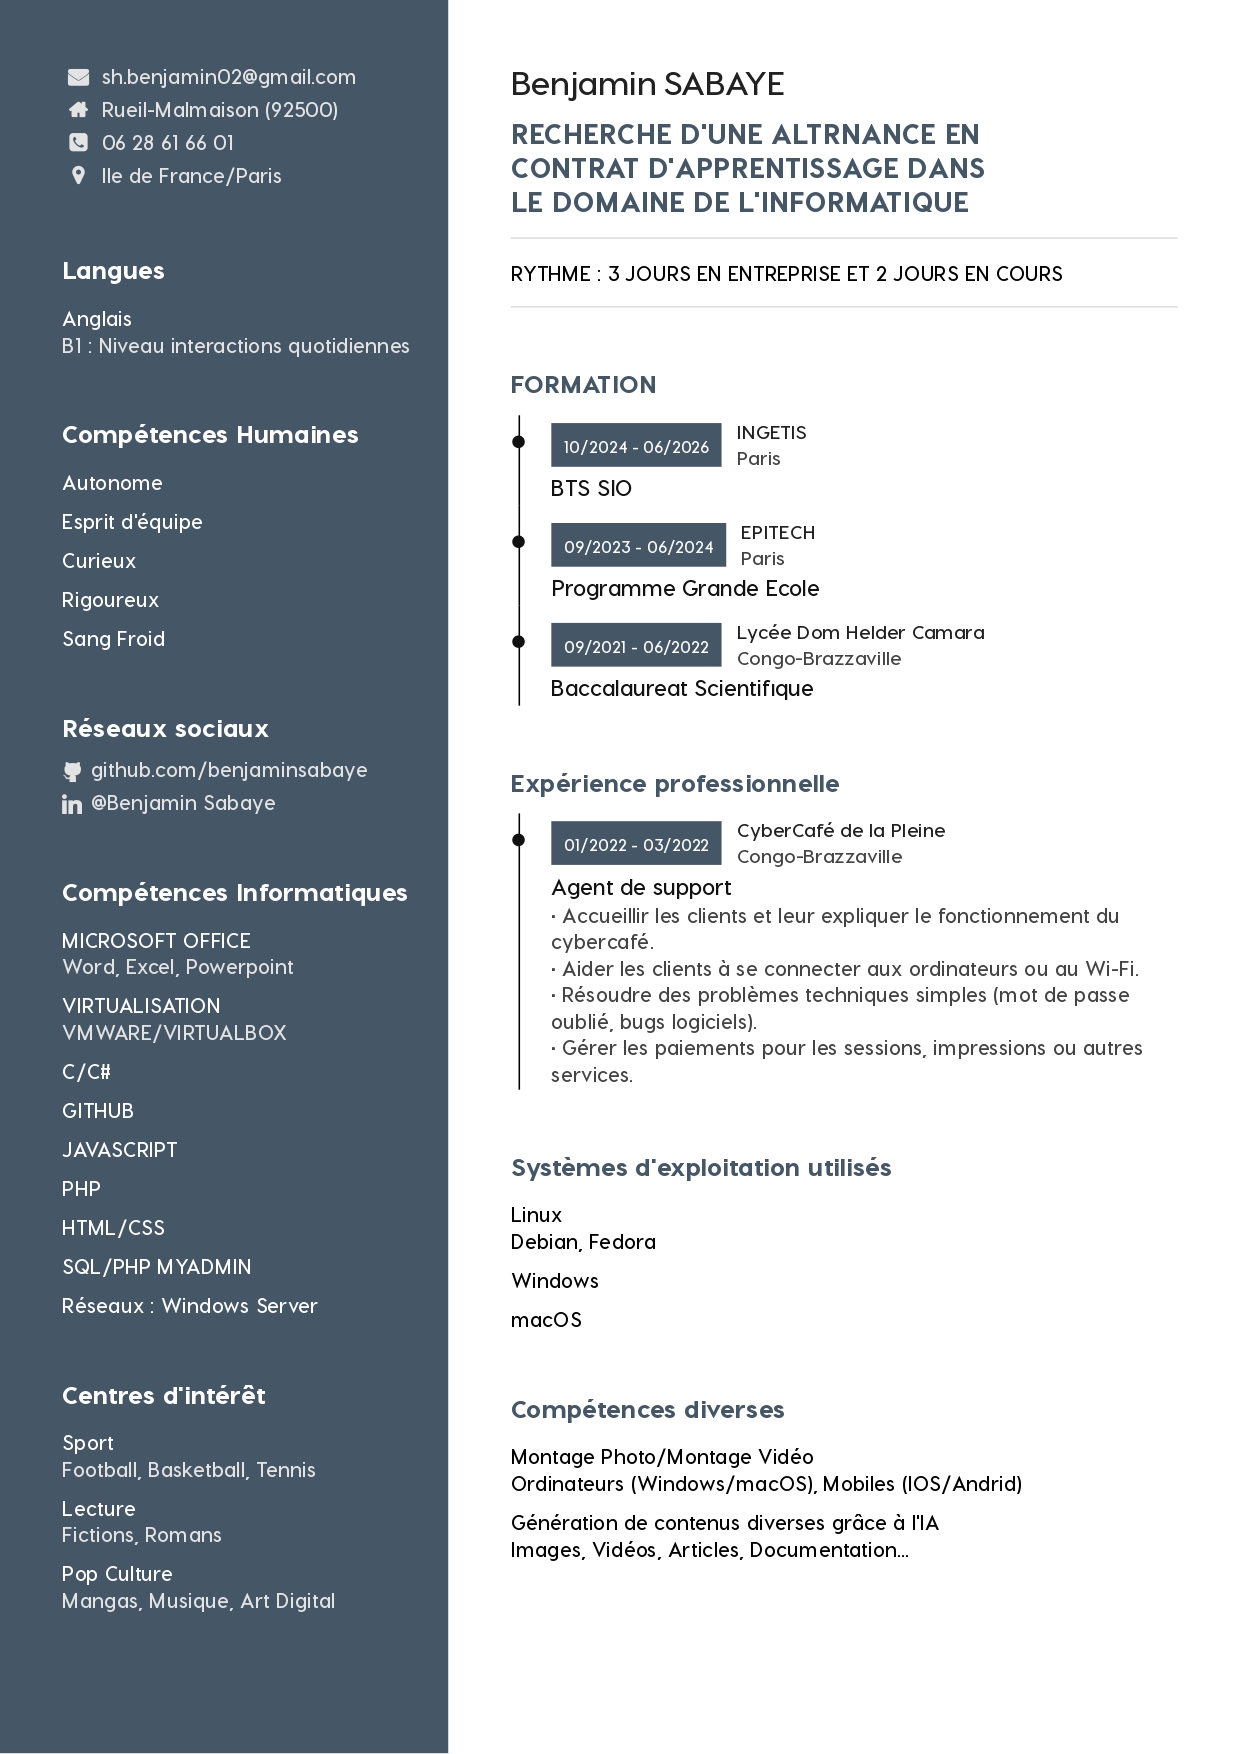 sh.benjamin02@gmail.com
Rueil-Malmaison (92500)
06 28 61 66 01
Ile de France/Paris
Langues
Anglais
B1 : Niveau interactions quotidiennes
Compétences Humaines
Autonome
Esprit d'équipe
Curieux
Rigoureux
Sang Froid
Réseaux sociaux
github.com/benjaminsabaye
@Benjamin Sabaye
Compétences Informatiques
MICROSOFT OFFICE
Word, Excel, Powerpoint
VIRTUALISATION
VMWARE/VIRTUALBOX
C/C#
GITHUB
JAVASCRIPT
PHP
HTML/CSS
SQL/PHP MYADMIN
Réseaux : Windows Server
Centres d'intérêt
Sport
Football, Basketball, Tennis
Lecture
Fictions, Romans
Pop Culture
Mangas, Musique, Art Digital
Benjamin SABAYE
RECHERCHE D'UNE ALTRNANCE EN
CONTRAT D'APPRENTISSAGE DANS
LE DOMAINE DE L'INFORMATIQUE
RYTHME : 3 JOURS EN ENTREPRISE ET 2 JOURS EN COURS
FORMATION
10/2024 - 06/2026
INGETIS
Paris
BTS SIO
09/2023 - 06/2024
EPITECH
Paris
Programme Grande Ecole
09/2021 - 06/2022
Lycée Dom Helder Camara
Congo-Brazzaville
Baccalaureat Scientifique
Expérience professionnelle
01/2022 - 03/2022
CyberCafé de la Pleine
Congo-Brazzaville
Agent de support
· Accueillir les clients et leur expliquer le fonctionnement du
cybercafé.
· Aider les clients à se connecter aux ordinateurs ou au Wi-Fi.
· Résoudre des problèmes techniques simples (mot de passe
oublié, bugs logiciels).
· Gérer les paiements pour les sessions, impressions ou autres
services.
Systèmes d'exploitation utilisés
Linux
Debian, Fedora
Windows
macOS
Compétences diverses
Montage Photo/Montage Vidéo
Ordinateurs (Windows/macOS), Mobiles (IOS/Andrid)
Génération de contenus diverses grâce à l'IA
Images, Vidéos, Articles, Documentation...